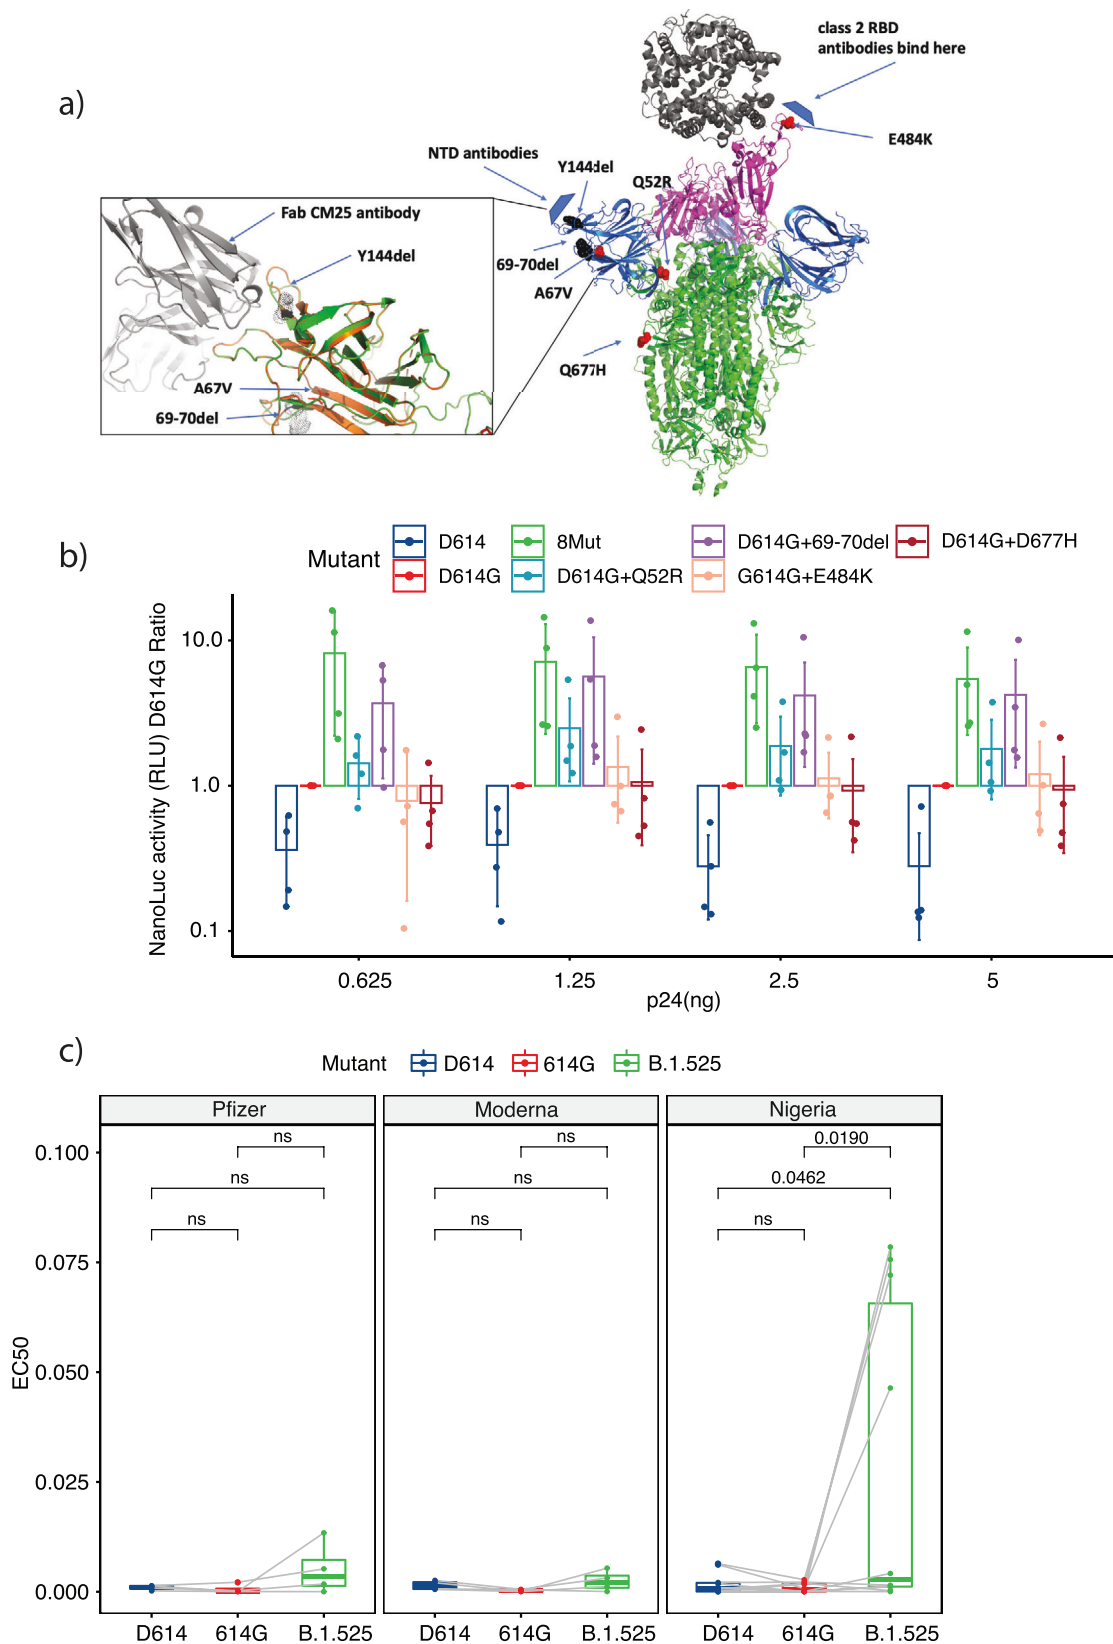 a)
class 2 RBD
antibodies bind here
E484K
NTD antibodies
Y144del
Q52R
Fab CM25 antibody
Y144del
69-70del
A67V
Q677H
A67V
69-70del
b)
Mutant
D614
8Mut
D614G+69-70del
D614G+D677H
D614G
D614G+Q52R
G614G+E484K
NanoLuc activity (RLU) D614G Ratio
10.0
1.0
0.1
0.625
1.25
2.5
5
p24(ng)
c)
Mutant
D614
614G
B.1.525
Pfizer
Moderna
Nigeria
EC50
0.100
0.075
0.050
0.025
0.000
ns
ns
ns
ns
ns
ns
0.0190
0.0462
ns
D614
614G
B.1.525
D614
614G
B.1.525
D614
614G
B.1.525